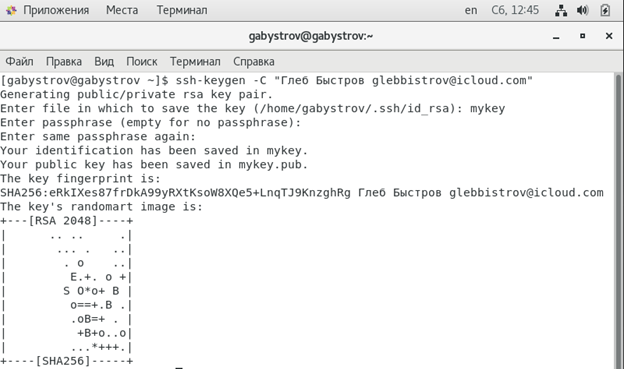 Приложения Места Терминал en Сб, 12:45
gabystrov@gabystrov:~
Файл Правка Вид Поиск Терминал Справка
[gabystrov@gabystrov ~]$ ssh-keygen -C "Глеб Быстров glebbistrov@icloud.com"
Generating public/private rsa key pair.
Enter file in which to save the key (/home/gabystrov/.ssh/id_rsa): mykey
Enter passphrase (empty for no passphrase):
Enter same passphrase again:
Your identification has been saved in mykey.
Your public key has been saved in mykey.pub.
The key fingerprint is:
SHA256:eRkIXes87frDkA99yRXtKsoW8XQe5+LnqTJ9KnzghRg Глеб Быстров glebbistrov@icloud.com
The key's randomart image is:
+---[RSA 2048]----+
|      .. ..     .|
|       ... .   ..|
|        . o    ..|
|         E.+. o +|
|        S O*o+ B |
|         o==+.B .|
|         .oB=+ . |
|          +B+o..o|
|         ...*+++.|
+----[SHA256]-----+